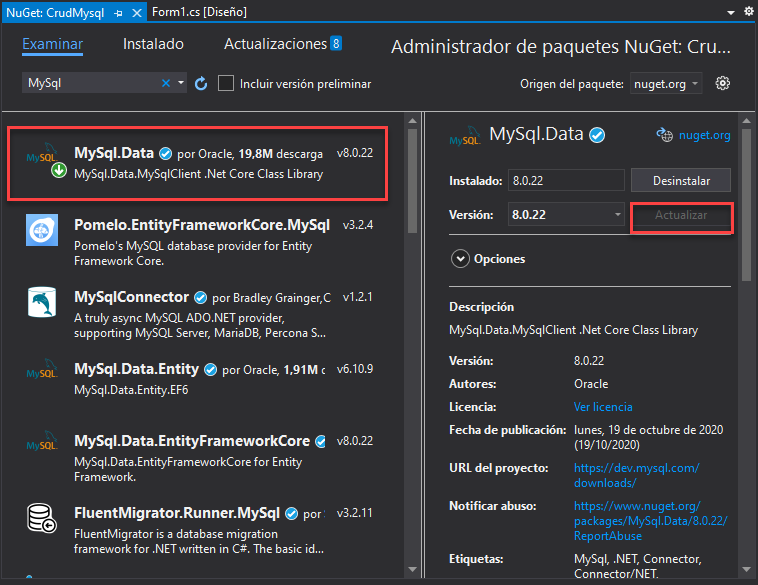 NuGet: CrudMysql
Form1.cs [Diseño]
Examinar
Instalado
Actualizaciones 8
Administrador de paquetes NuGet: Cru...
MySql
Incluir versión preliminar
Origen del paquete: nuget.org
MySQL
MySql.Data por Oracle, 19,8M descarga v8.0.22
MySql.Data.MySqlClient .Net Core Class Library
Pomelo.EntityFrameworkCore.MySql v3.2.4
Pomelo's MySQL database provider for Entity
Framework Core.
MySqlConnector por Bradley Grainger,C v1.2.1
A truly async MySQL ADO.NET provider,
supporting MySQL Server, MariaDB, Percona S...
MySQL
MySql.Data.Entity por Oracle, 1,91M c v6.10.9
MySql.Data.Entity.EF6
MySQL
MySql.Data.EntityFrameworkCore v8.0.22
MySql.Data.EntityFrameworkCore for Entity
Framework.
FluentMigrator.Runner.MySql por v3.2.11
FluentMigrator is a database migration
framework for .NET written in C#. The basic id...
MySQL
MySql.Data
nuget.org
Instalado: 8.0.22 Desinstalar
Versión: 8.0.22 Actualizar
Opciones
Descripción
MySql.Data.MySqlClient .Net Core Class Library
Versión: 8.0.22
Autores: Oracle
Licencia: Ver licencia
Fecha de publicación: lunes, 19 de octubre de 2020
(19/10/2020)
URL del proyecto: https://dev.mysql.com/
downloads/
Notificar abuso: https://www.nuget.org/
packages/MySql.Data/8.0.22/
ReportAbuse
Etiquetas: MySql, .NET, Connector,
Connector/NET,